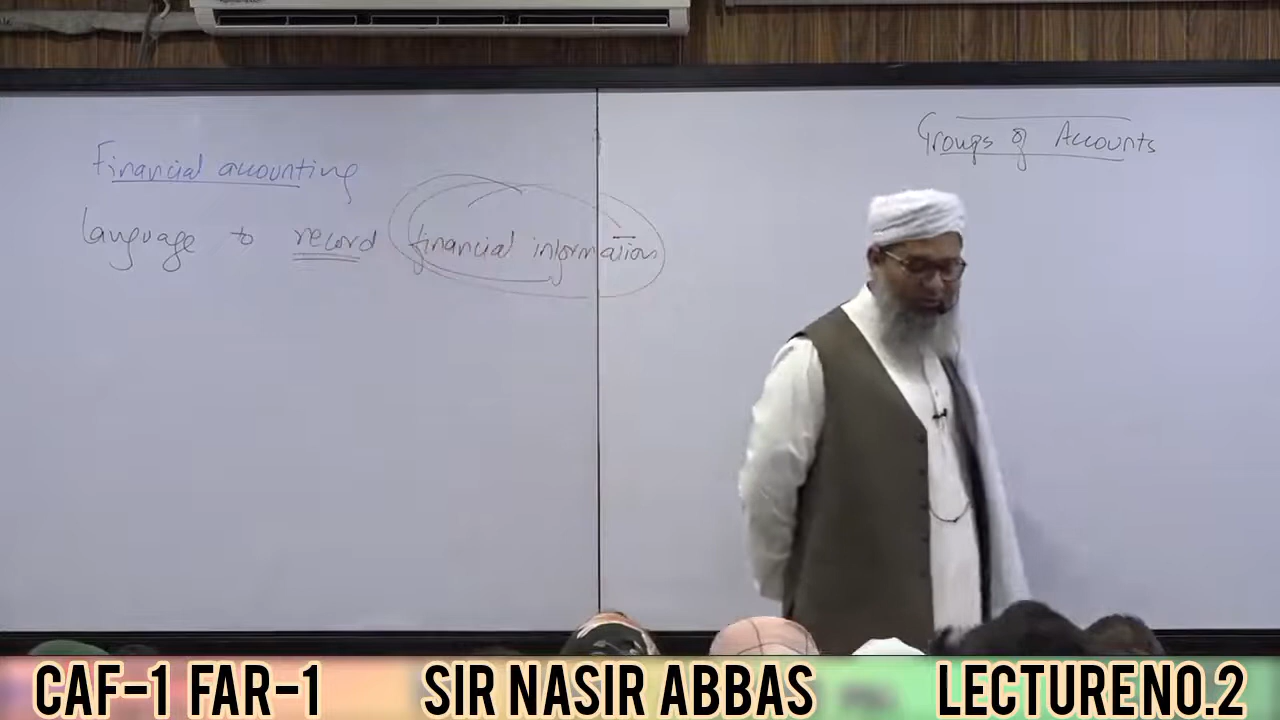 Financial accounting
Language to record financial information
Groups of Accounts
CAF-1 FAR-1 SIR NASIR ABBAS LECTURE NO.2